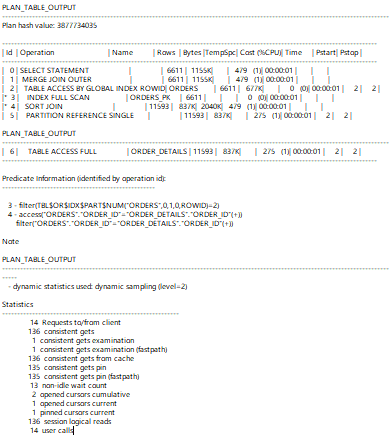 PLAN_TABLE_OUTPUT
Plan hash value: 3877734035
| Id | Operation | Name | Rows | Bytes |TempSpc| Cost (%CPU)| Time | Pstart| Pstop |
| 0| SELECT STATEMENT | | 6611 | 1155K| | 479 (1)| 00:00:01 | | |
| 1 | MERGE JOIN OUTER | | 6611 | 1155K| | 479 (1)| 00:00:01 | | |
| 2 | TABLE ACCESS BY GLOBAL INDEX ROWID| ORDERS | 6611 | 677K| | 0 (0)| 00:00:01 | 2 | 2
|* 3 | INDEX FULL SCAN | ORDERS_PK | 6611 | | | 0 (0)| 00:00:01 | | |
|* 4 | SORT JOIN | | 11593 | 837K| 2040K| 479 (1)| 00:00:01 | | |
| 5 | PARTITION REFERENCE SINGLE | | 11593 | 837K| | 275 (1)| 00:00:01 | 2 | 2 |
PLAN_TABLE_OUTPUT
| 6 | TABLE ACCESS FULL | ORDER_DETAILS | 11593 | 837K| | 275 (1)| 00:00:01 | 2 | 2 |
Predicate Information (identified by operation id):
3 - filter(TBL$OR$IDX$PART$NUM("ORDERS",0,1,0,ROWID)=2)
4 - access("ORDERS"."ORDER_ID"="ORDER_DETAILS"."ORDER_ID"(+))
filter("ORDERS"."ORDER_ID"="ORDER_DETAILS"."ORDER_ID"(+))
Note
PLAN_TABLE_OUTPUT
-----
- dynamic statistics used: dynamic sampling (level=2)
Statistics
14 Requests to/from client
136 consistent gets
1 consistent gets examination
1 consistent gets examination (fastpath)
136 consistent gets from cache
135 consistent gets pin
135 consistent gets pin (fastpath)
13 non-idle wait count
2 opened cursors cumulative
1 opened cursors current
1 pinned cursors current
136 session logical reads
14 user calls